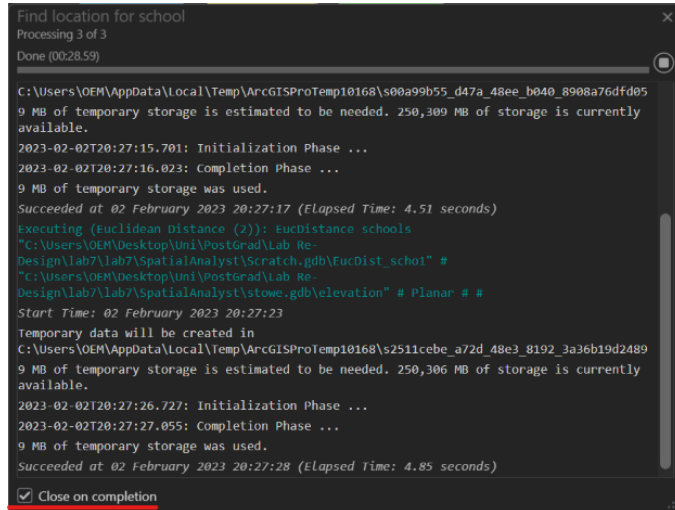 Find location for school
Processing 3 of 3
Done (00:28.59)
C:\Users\OEM\AppData\Local\Temp\ArcGISProTemp10168\s00a99b55_d47a_48ee_b040_8908a76dfd05
9 MB of temporary storage is estimated to be needed. 250,309 MB of storage is currently
available.
2023-02-02T20:27:15.701: Initialization Phase ...
2023-02-02T20:27:16.023: Completion Phase ...
9 MB of temporary storage was used.
Succeeded at 02 February 2023 20:27:17 (Elapsed Time: 4.51 seconds)
Executing (Euclidean Distance (2)): EucDistance schools
"C:\Users\OEM\Desktop\Uni\PostGrad\Lab Re-
Design\lab7\lab7\SpatialAnalyst\Scratch.gdb\EucDist_scho1" #
"C:\Users\OEM\Desktop\Uni\PostGrad\Lab Re-
Design\lab7\lab7\SpatialAnalyst\stowe.gdb\elevation" # Planar # #
Start Time: 02 February 2023 20:27:23
Temporary data will be created in
C:\Users\OEM\AppData\Local\Temp\ArcGISProTemp10168\s2511cebe_a72d_48e3_8192_3a36b19d2489
9 MB of temporary storage is estimated to be needed. 250,306 MB of storage is currently
available.
2023-02-02T20:27:26.727: Initialization Phase ...
2023-02-02T20:27:27.055: Completion Phase ...
9 MB of temporary storage was used.
Succeeded at 02 February 2023 20:27:28 (Elapsed Time: 4.85 seconds)
Close on completion